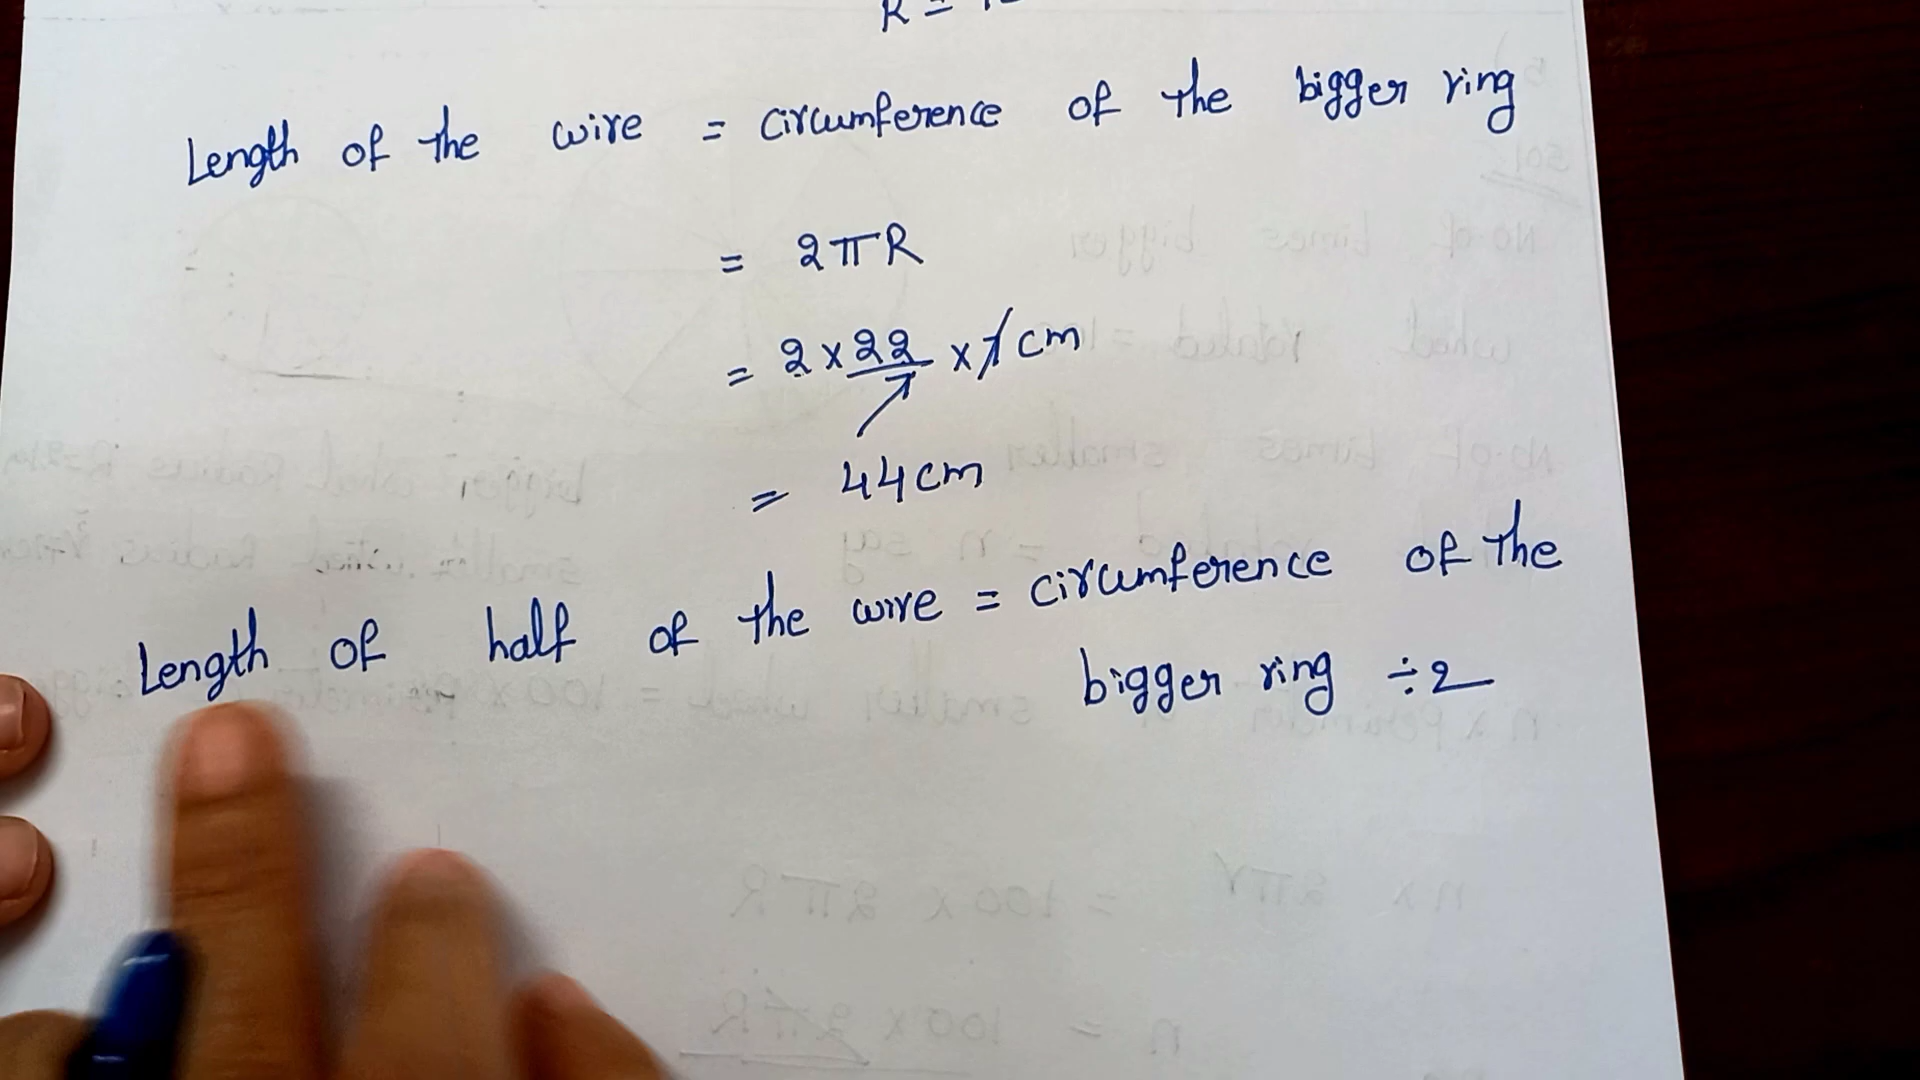 R =
Length of the wire = circumference of the bigger ring
= 2πR
= 2 x 22/7 x 7 cm
= 44 cm
Length of half of the wire = circumference of the
bigger ring ÷ 2